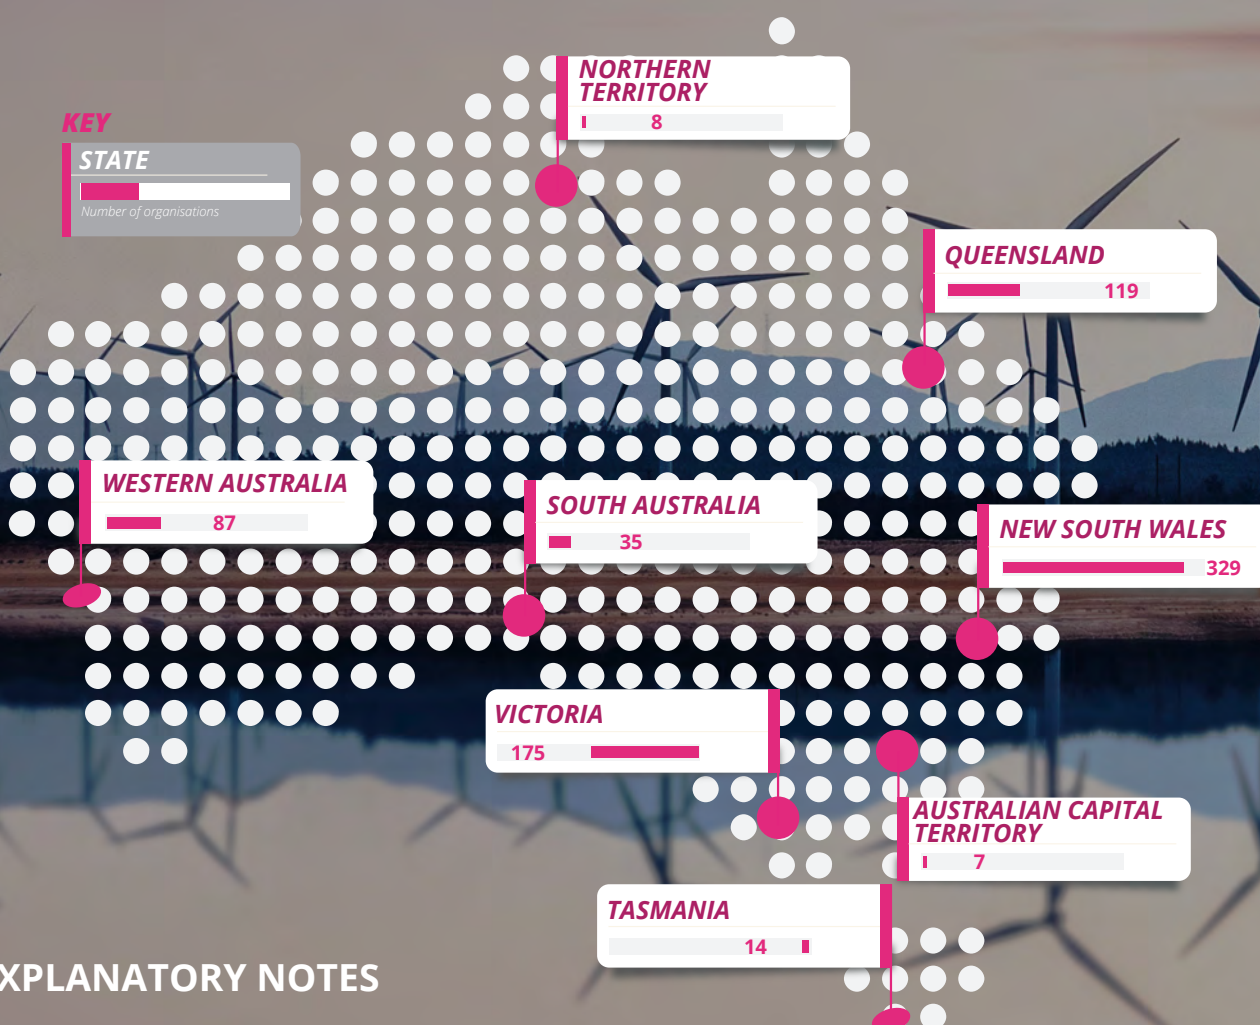 NORTHERN
TERRITORY
8
KEY
STATE
Number of organisations
QUEENSLAND
119
WESTERN AUSTRALIA
87
SOUTH AUSTRALIA
35
NEW SOUTH WALES
329
VICTORIA
175
AUSTRALIAN CAPITAL
TERRITORY
7
TASMANIA
14
XPLANATORY NOTES